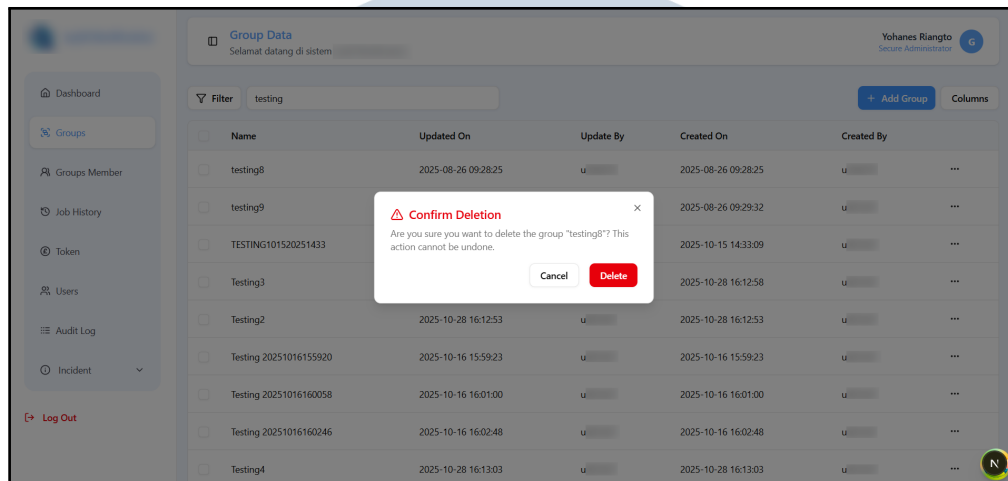 Group Data
Selamat datang di sistem
Yohanes Riangto
Secure Administrator
G
Dashboard
Groups
Groups Member
Job History
Token
Users
Audit Log
Incident
Log Out
Filter
testing
+ Add Group
Columns
Name Updated On Update By Created On Created By
testing8 2025-08-26 09:28:25 u 2025-08-26 09:28:25 u ...
testing9 2025-08-26 09:29:32 u ...
TESTING101520251433 2025-10-15 14:33:09 u ...
Testing3 2025-10-28 16:12:58 u ...
Testing2 2025-10-28 16:12:53 u 2025-10-28 16:12:53 u ...
Testing 20251016155920 2025-10-16 15:59:23 u 2025-10-16 15:59:23 u ...
Testing 20251016160058 2025-10-16 16:01:00 u 2025-10-16 16:01:00 u ...
Testing 20251016160246 2025-10-16 16:02:48 u 2025-10-16 16:02:48 u ...
Testing4 2025-10-28 16:13:03 u 2025-10-28 16:13:03 u ...
Confirm Deletion
Are you sure you want to delete the group "testing8"? This
action cannot be undone.
Cancel
Delete
N